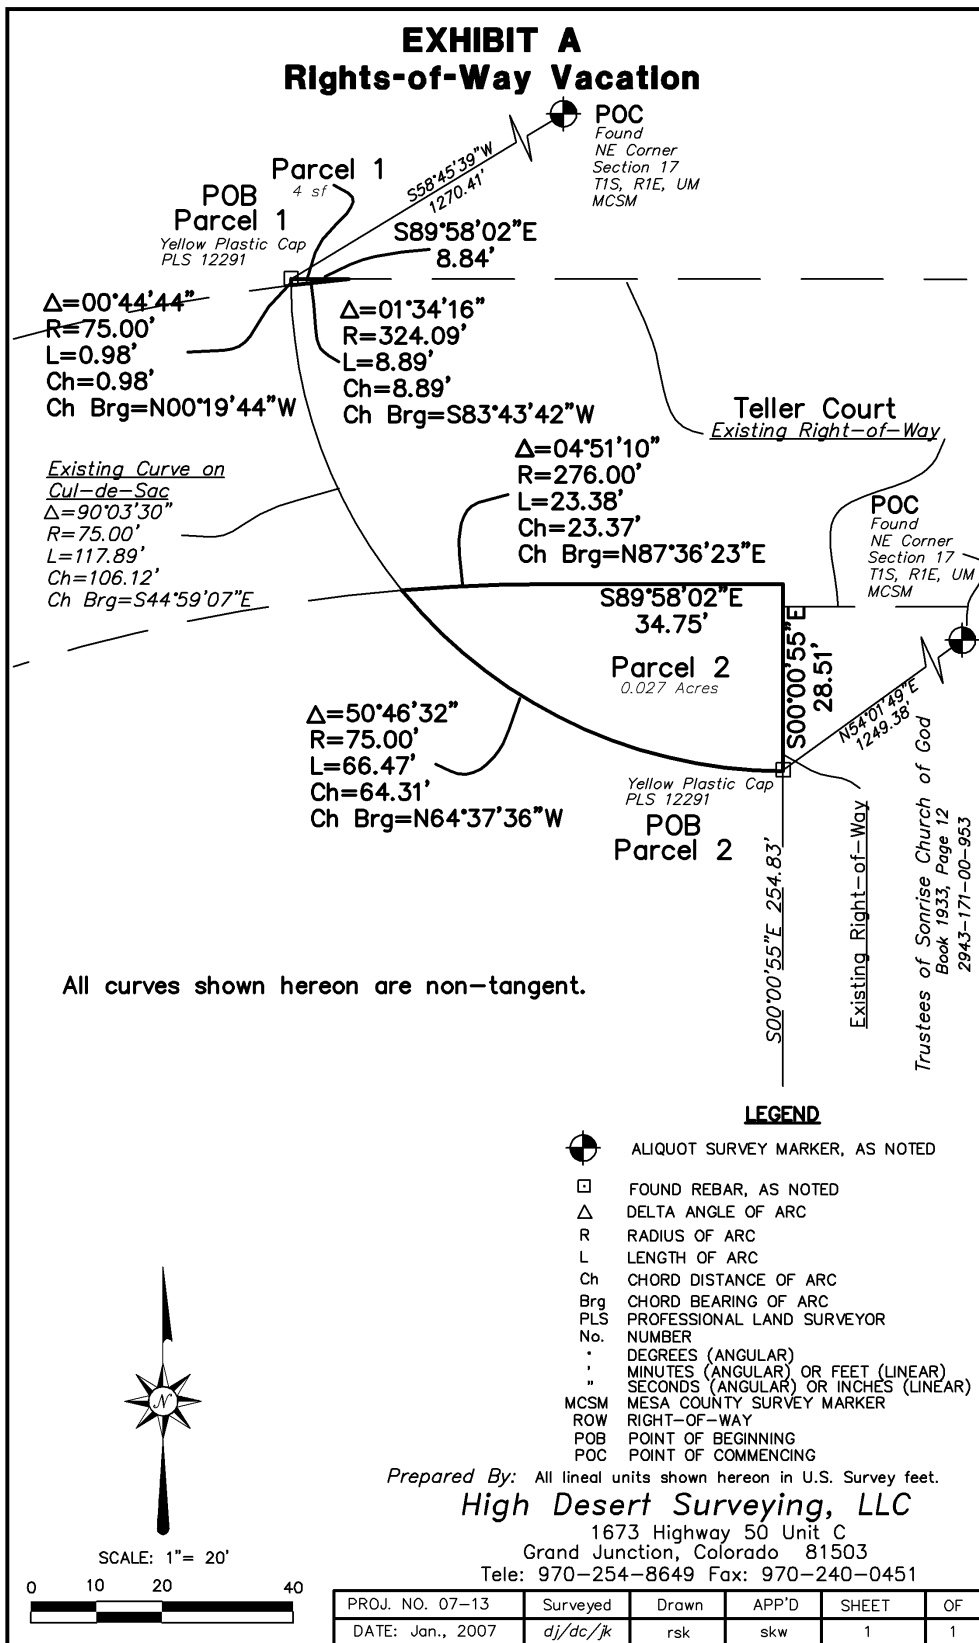 EXHIBIT A
Rights-of-Way Vacation
POC
Found
NE Corner
Section 17
T1S, R1E, UM
MCSM
S58°45'39"W
1270.41'
Parcel 1
4 sf
POB
Parcel 1
Yellow Plastic Cap
PLS 12291
S89°58'02"E
8.84'
Δ=00°44'44"
R=75.00'
L=0.98'
Ch=0.98'
Ch Brg=N00°19'44"W
Δ=01°34'16"
R=324.09'
L=8.89'
Ch=8.89'
Ch Brg=S83°43'42"W
Teller Court
Existing Right-of-Way
Δ=04°51'10"
R=276.00'
L=23.38'
Ch=23.37'
Ch Brg=N87°36'23"E
Existing Curve on
Cul-de-Sac
Δ=90°03'30"
R=75.00'
L=117.89'
Ch=106.12'
Ch Brg=S44°59'07"E
POC
Found
NE Corner
Section 17
T1S, R1E, UM
MCSM
S89°58'02"E
34.75'
Parcel 2
0.027 Acres
S00°00'55"E
28.51'
N54°01'49"E
1249.38'
Δ=50°46'32"
R=75.00'
L=66.47'
Ch=64.31'
Ch Brg=N64°37'36"W
Yellow Plastic Cap
PLS 12291
POB
Parcel 2
S00°00'55"E 254.83'
Existing Right-of-Way
Trustees of Sonrise Church of God
Book 1933, Page 12
2943-171-00-953
All curves shown hereon are non-tangent.
LEGEND
ALIQUOT SURVEY MARKER, AS NOTED
FOUND REBAR, AS NOTED
Δ DELTA ANGLE OF ARC
R RADIUS OF ARC
L LENGTH OF ARC
Ch CHORD DISTANCE OF ARC
Brg CHORD BEARING OF ARC
PLS PROFESSIONAL LAND SURVEYOR
No. NUMBER
° DEGREES (ANGULAR)
' MINUTES (ANGULAR) OR FEET (LINEAR)
" SECONDS (ANGULAR) OR INCHES (LINEAR)
MCSM MESA COUNTY SURVEY MARKER
ROW RIGHT-OF-WAY
POB POINT OF BEGINNING
POC POINT OF COMMENCING
N
SCALE: 1"= 20'
0 10 20 40
Prepared By: All lineal units shown hereon in U.S. Survey feet.
High Desert Surveying, LLC
1673 Highway 50 Unit C
Grand Junction, Colorado 81503
Tele: 970-254-8649 Fax: 970-240-0451
PROJ. NO. 07-13 Surveyed Drawn APP'D SHEET OF
DATE: Jan., 2007 dj/dc/jk rsk skw 1 1